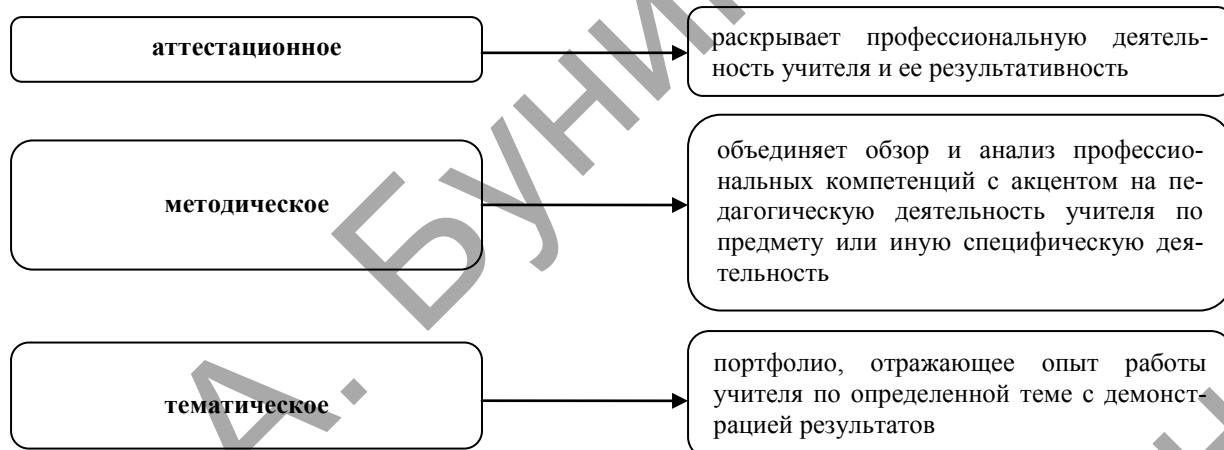 аттестационное
раскрывает профессиональную деятель-
ность учителя и ее результативность
методическое
объединяет обзор и анализ профессио-
нальных компетенций с акцентом на пе-
дагогическую деятельность учителя по
предмету или иную специфическую дея-
тельность
тематическое
портфолио, отражающее опыт работы
учителя по определенной теме с демонст-
рацией результатов